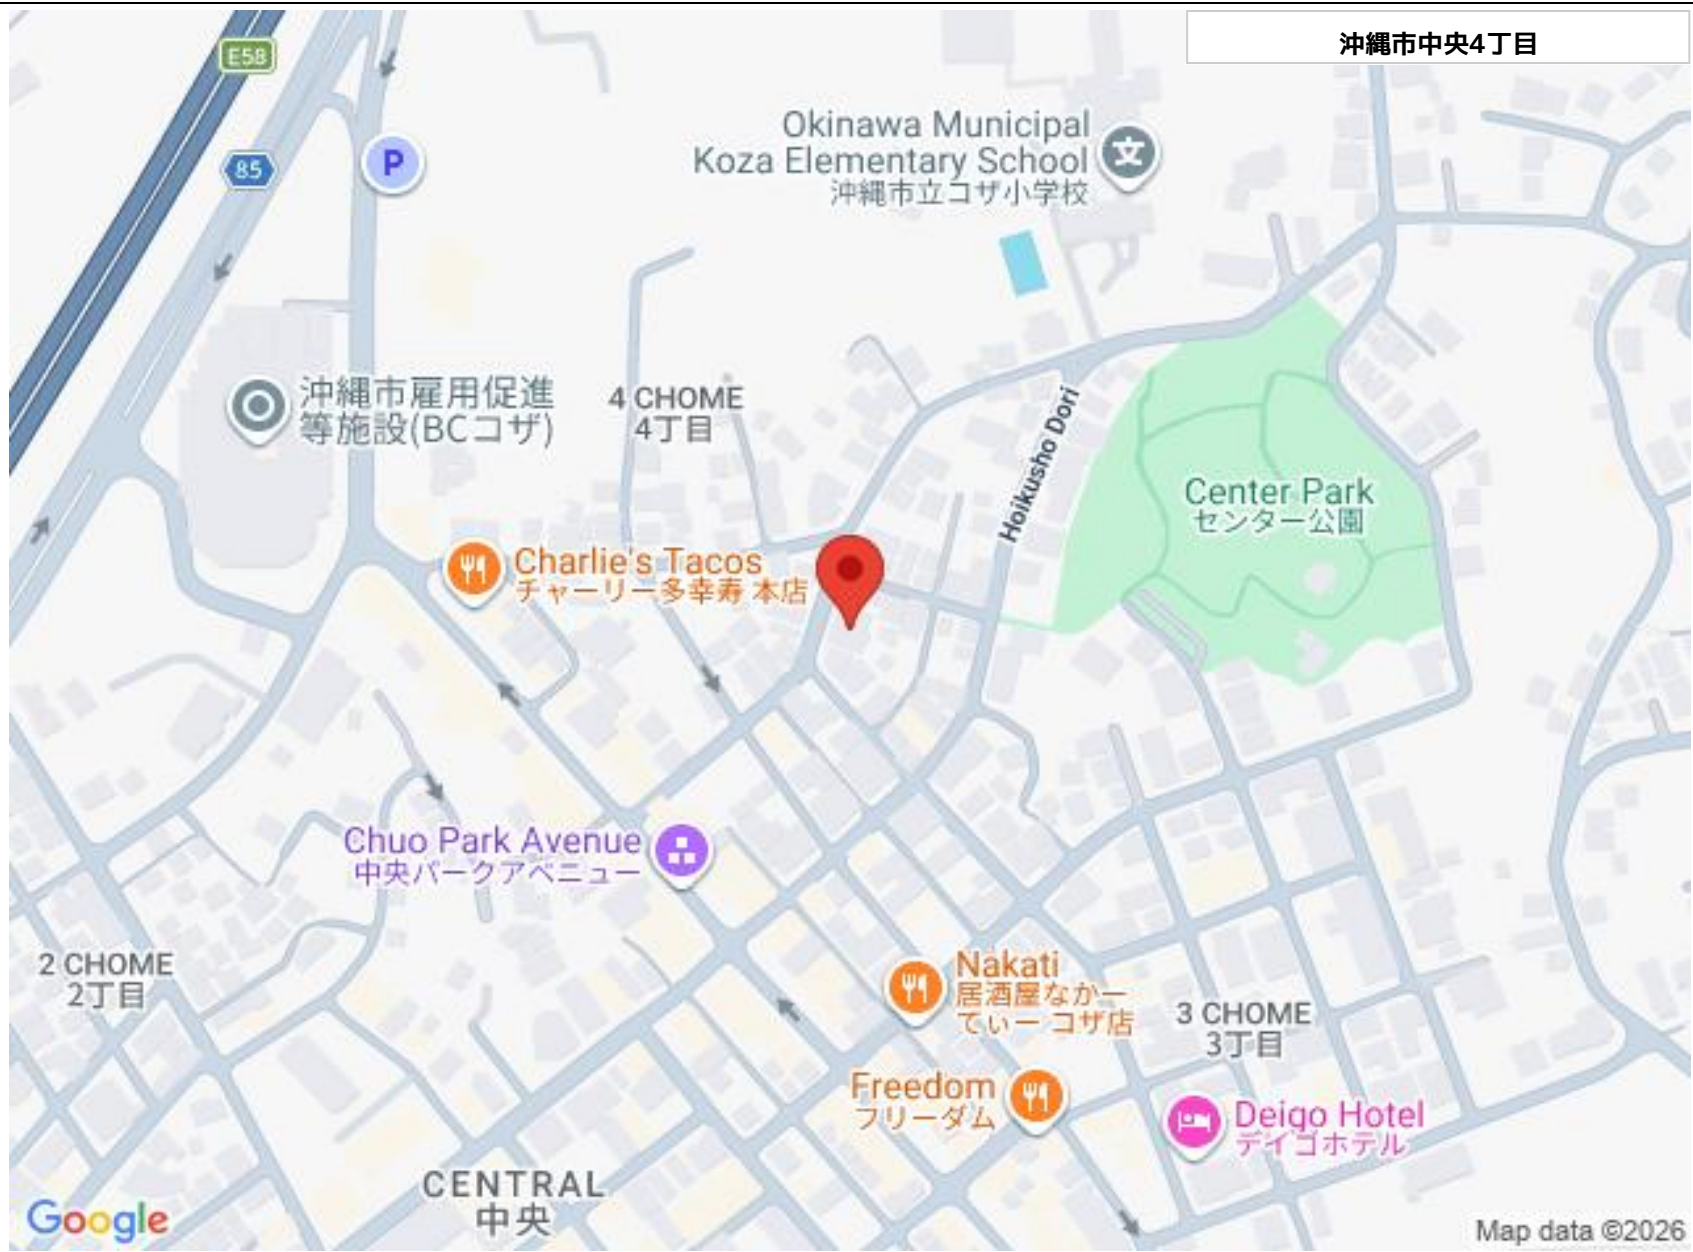 沖縄市中央4丁目
E58
85
P
Okinawa Municipal
Koza Elementary School
沖縄市立コザ小学校
文
沖縄市雇用促進
等施設(BCコザ)
4 CHOME
4丁目
Hoikusho Dori
Center Park
センター公園
Charlie's Tacos
チャーリー多幸寿 本店
Chuo Park Avenue
中央パークアベニュー
2 CHOME
2丁目
Nakati
居酒屋なかー
てぃー コザ店
3 CHOME
3丁目
Freedom
フリーダム
Deigo Hotel
デイゴホテル
CENTRAL
中央
Google
Map data ©2026